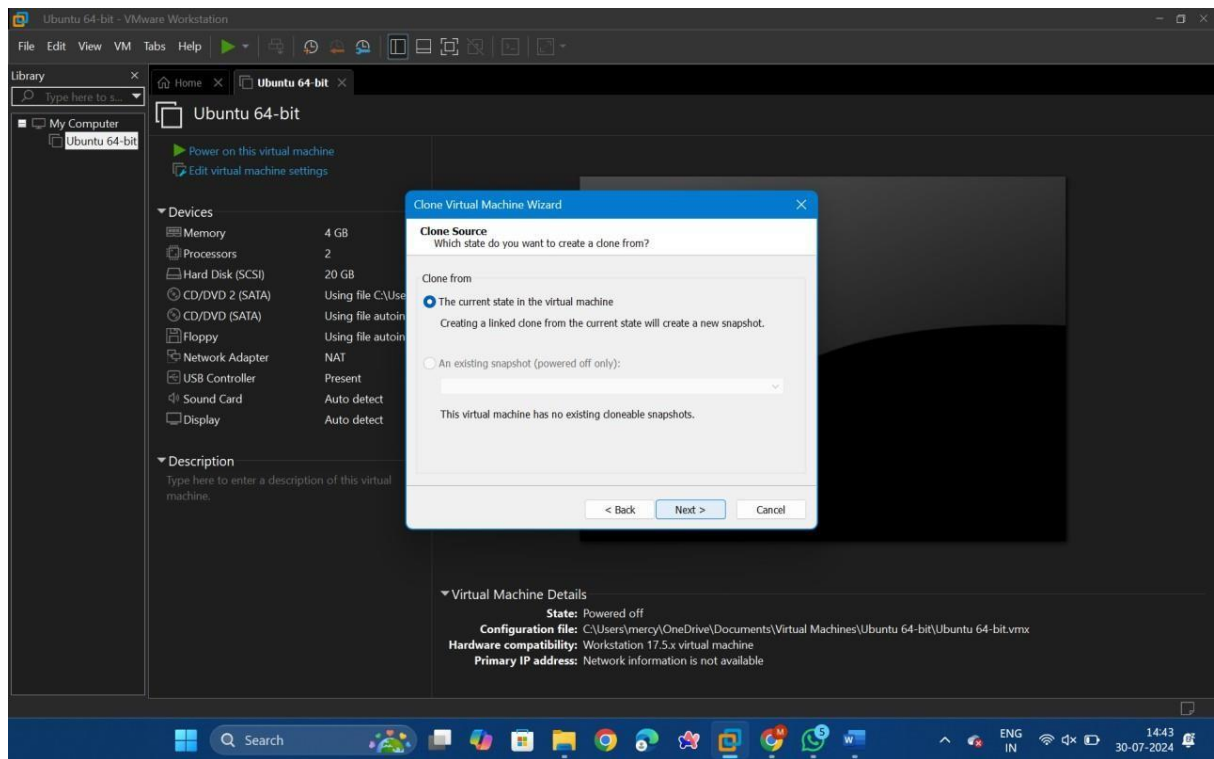 Ubuntu 64-bit - VMware Workstation
File Edit View VM Tabs Help
Library
Type here to s...
My Computer
Ubuntu 64-bit
Home
Ubuntu 64-bit
Ubuntu 64-bit
Power on this virtual machine
Edit virtual machine settings
Devices
Memory 4 GB
Processors 2
Hard Disk (SCSI) 20 GB
CD/DVD 2 (SATA) Using file C:\Use
CD/DVD (SATA) Using file autoin
Floppy Using file autoin
Network Adapter NAT
USB Controller Present
Sound Card Auto detect
Display Auto detect
Description
Type here to enter a description of this virtual
machine.
Clone Virtual Machine Wizard
Clone Source
Which state do you want to create a clone from?
Clone from
The current state in the virtual machine
Creating a linked clone from the current state will create a new snapshot.
An existing snapshot (powered off only):
This virtual machine has no existing cloneable snapshots.
< Back Next > Cancel
Virtual Machine Details
State: Powered off
Configuration file: C:\Users\mercy\OneDrive\Documents\Virtual Machines\Ubuntu 64-bit\Ubuntu 64-bit.vmx
Hardware compatibility: Workstation 17.5.x virtual machine
Primary IP address: Network information is not available
Search
ENG
IN
14:43
30-07-2024